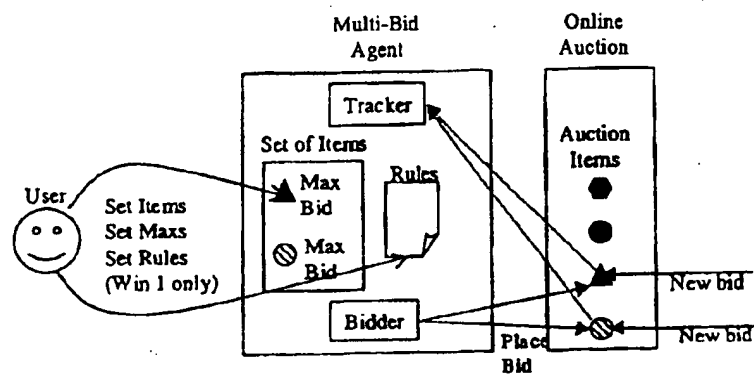 Multi-Bid
Agent
Online
Auction
Tracker
Set of Items
Auction
Items
User
Set Items
Set Maxs
Set Rules
(Win 1 only)
Max
Bid
Max
Bid
Rules
Bidder
Place
Bid
New bid
New bid